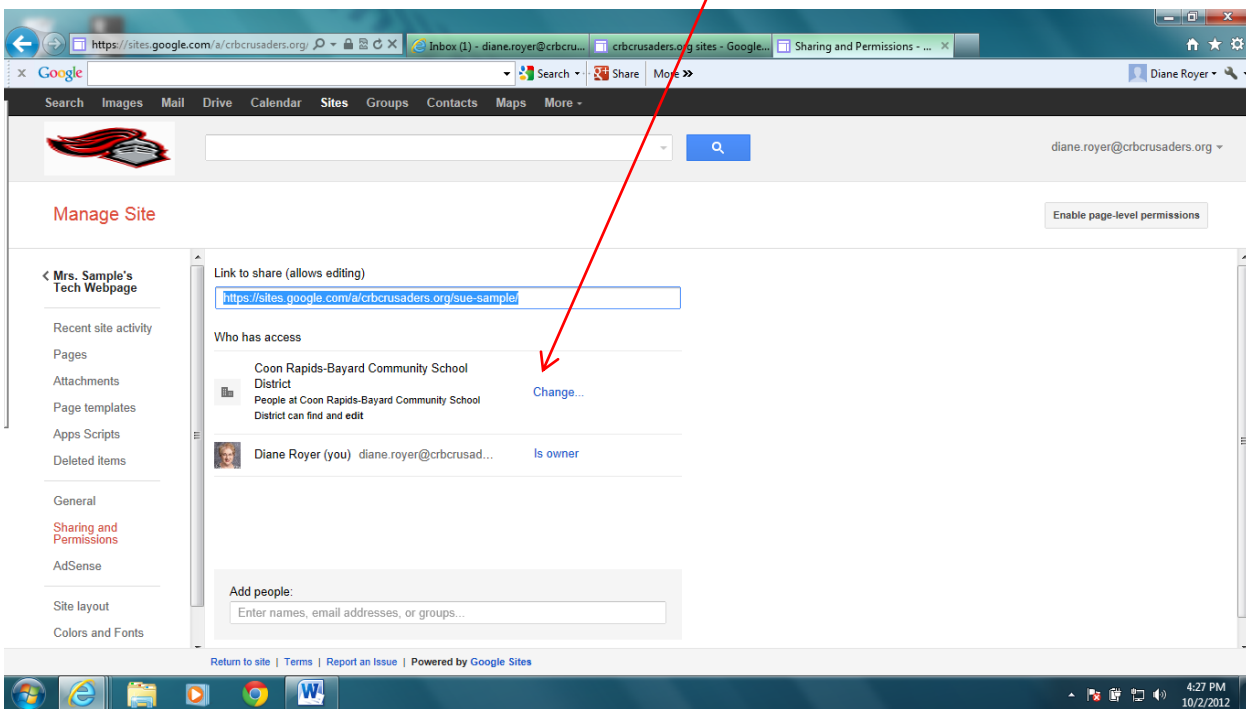 https://sites.google.com/a/crbcrusaders.org/
Inbox (1) - diane.royer@crbcru...
crbcrusaders.org sites - Google...
Sharing and Permissions - ...
x Google
Search
Share
More »
Diane Royer
Search Images Mail Drive Calendar Sites Groups Contacts Maps More
diane.royer@crbcrusaders.org
Manage Site
Enable page-level permissions
Mrs. Sample's
Tech Webpage
Recent site activity
Pages
Attachments
Page templates
Apps Scripts
Deleted items
General
Sharing and
Permissions
AdSense
Site layout
Colors and Fonts
Link to share (allows editing)
https://sites.google.com/a/crbcrusaders.org/sue-sample/
Who has access
Coon Rapids-Bayard Community School
District
People at Coon Rapids-Bayard Community School
District can find and edit
Change...
Diane Royer (you) diane.royer@crbcrusad...
Is owner
Add people:
Enter names, email addresses, or groups...
Return to site | Terms | Report an Issue | Powered by Google Sites
4:27 PM
10/2/2012